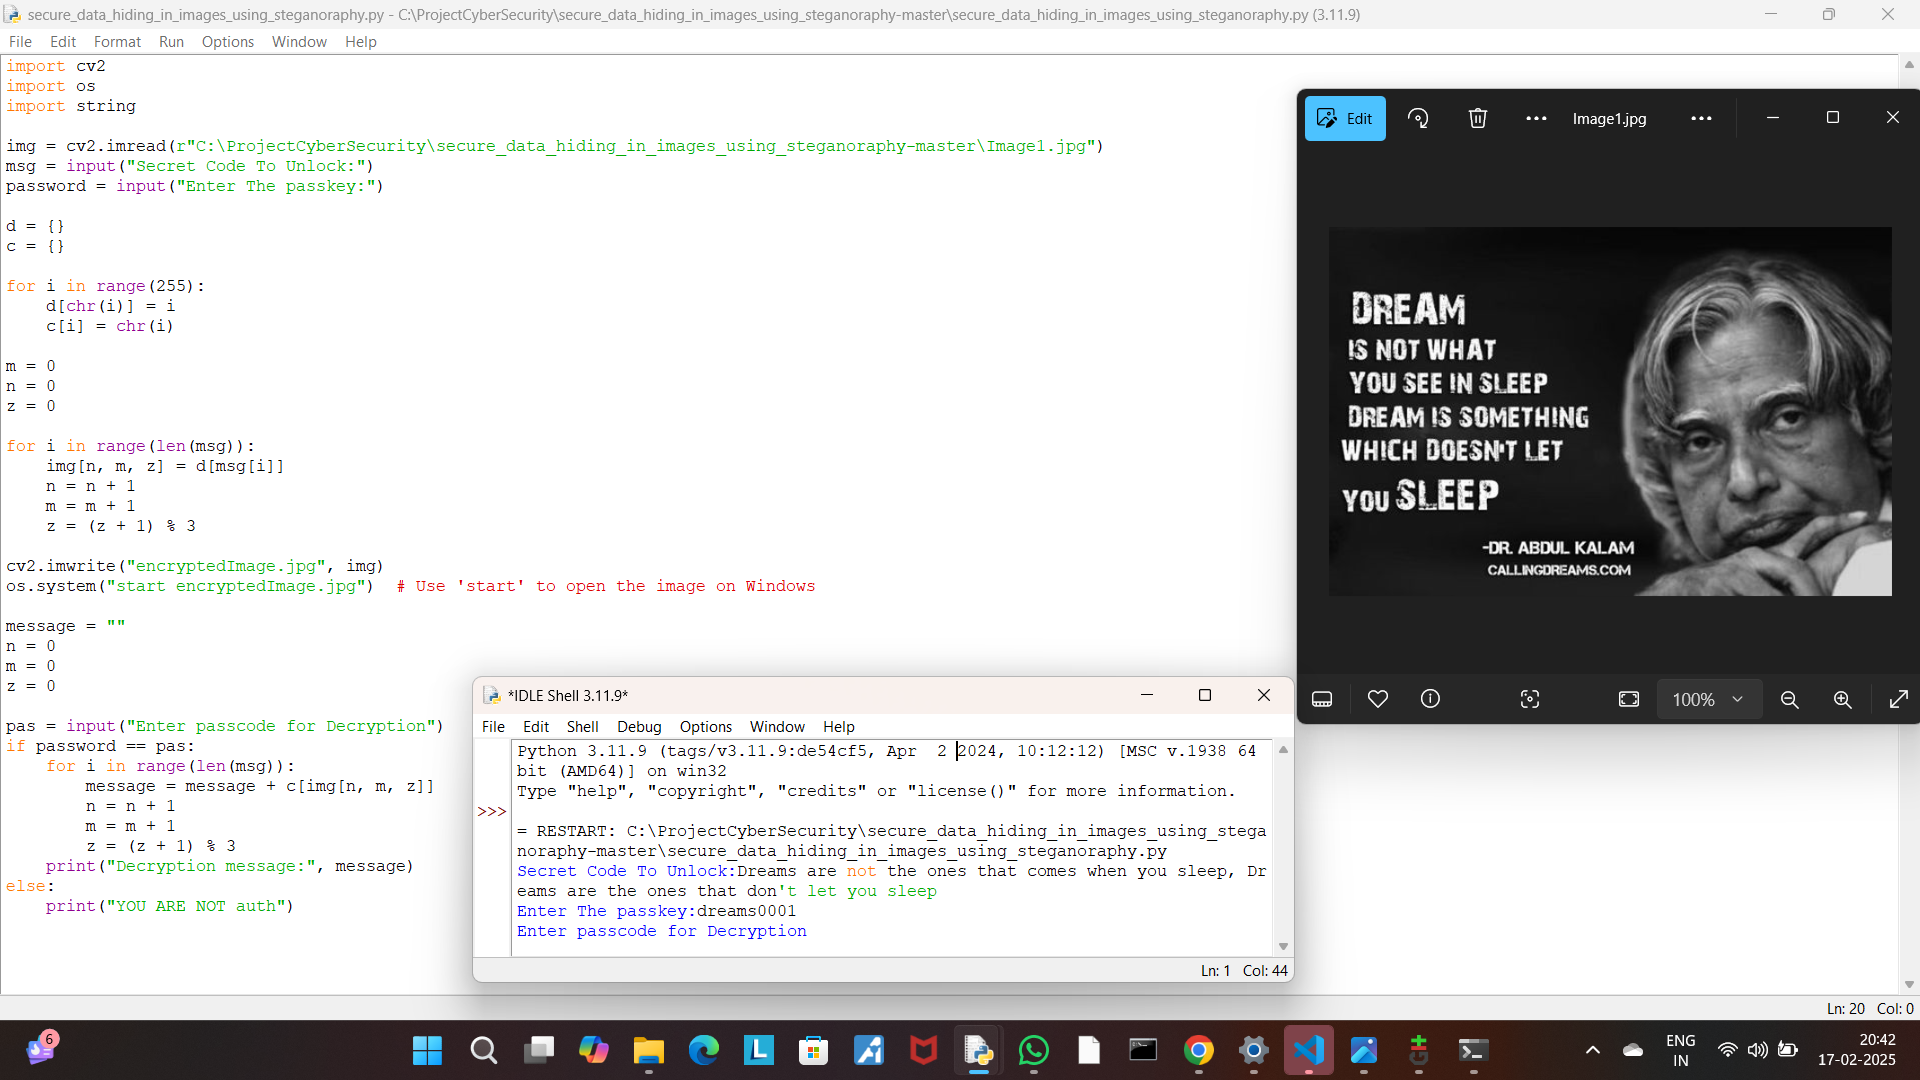 secure_data_hiding_in_images_using_steganoraphy.py - C:\ProjectCyberSecurity\secure_data_hiding_in_images_using_steganoraphy-master\secure_data_hiding_in_images_using_steganoraphy.py (3.11.9)
File Edit Format Run Options Window Help
import cv2
import os
import string
img = cv2.imread(r"C:\ProjectCyberSecurity\secure_data_hiding_in_images_using_steganoraphy-master\Image1.jpg")
msg = input("Secret Code To Unlock:")
password = input("Enter The passkey:")
d = {}
c = {}
for i in range(255):
    d[chr(i)] = i
    c[i] = chr(i)
m = 0
n = 0
z = 0
for i in range(len(msg)):
    img[n, m, z] = d[msg[i]]
    n = n + 1
    m = m + 1
    z = (z + 1) % 3
cv2.imwrite("encryptedImage.jpg", img)
os.system("start encryptedImage.jpg")  # Use 'start' to open the image on Windows
message = ""
n = 0
m = 0
z = 0
pas = input("Enter passcode for Decryption")
if password == pas:
    for i in range(len(msg)):
        message = message + c[img[n, m, z]]
        n = n + 1
        m = m + 1
        z = (z + 1) % 3
    print("Decryption message:", message)
else:
    print("YOU ARE NOT auth")
Edit Image1.jpg
DREAM
IS NOT WHAT
YOU SEE IN SLEEP
DREAM IS SOMETHING
WHICH DOESN'T LET
YOU SLEEP
-DR. ABDUL KALAM
CALLINGDREAMS.COM
100%
*IDLE Shell 3.11.9*
File Edit Shell Debug Options Window Help
Python 3.11.9 (tags/v3.11.9:de54cf5, Apr  2 2024, 10:12:12) [MSC v.1938 64
bit (AMD64)] on win32
Type "help", "copyright", "credits" or "license()" for more information.
>>>
= RESTART: C:\ProjectCyberSecurity\secure_data_hiding_in_images_using_stega
noraphy-master\secure_data_hiding_in_images_using_steganoraphy.py
Secret Code To Unlock:Dreams are not the ones that comes when you sleep, Dr
eams are the ones that don't let you sleep
Enter The passkey:dreams0001
Enter passcode for Decryption
Ln: 1 Col: 44
Ln: 20 Col: 0
6
L
ENG
IN
20:42
17-02-2025